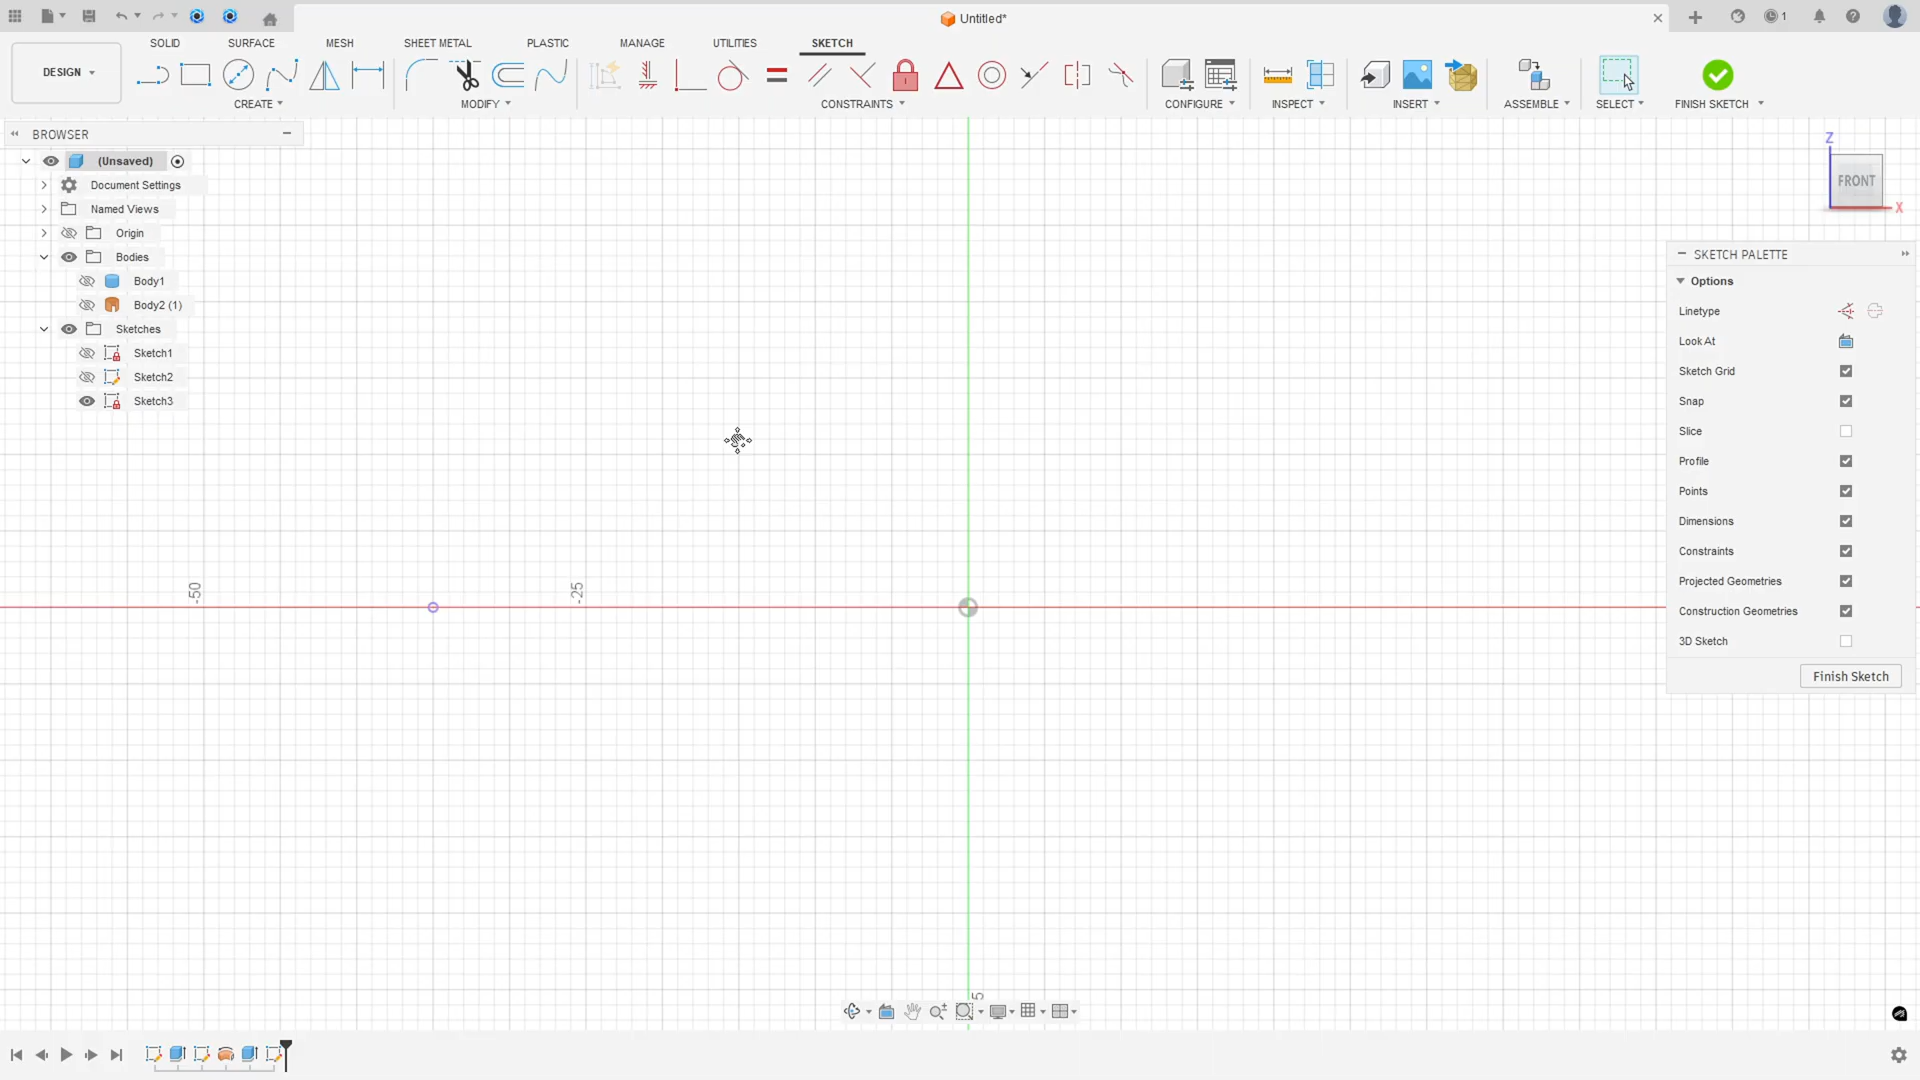 Untitled*
1
SOLID
SURFACE
MESH
SHEET METAL
PLASTIC
MANAGE
UTILITIES
SKETCH
DESIGN
CREATE
MODIFY
CONSTRAINTS
CONFIGURE
INSPECT
INSERT
ASSEMBLE
SELECT
FINISH SKETCH
BROWSER
(Unsaved)
Document Settings
Named Views
Origin
Bodies
Body1
Body2 (1)
Sketches
Sketch1
Sketch2
Sketch3
Z
FRONT
X
SKETCH PALETTE
Options
Linetype
Look At
Sketch Grid
Snap
Slice
Profile
Points
Dimensions
Constraints
Projected Geometries
Construction Geometries
3D Sketch
Finish Sketch
-50
-25